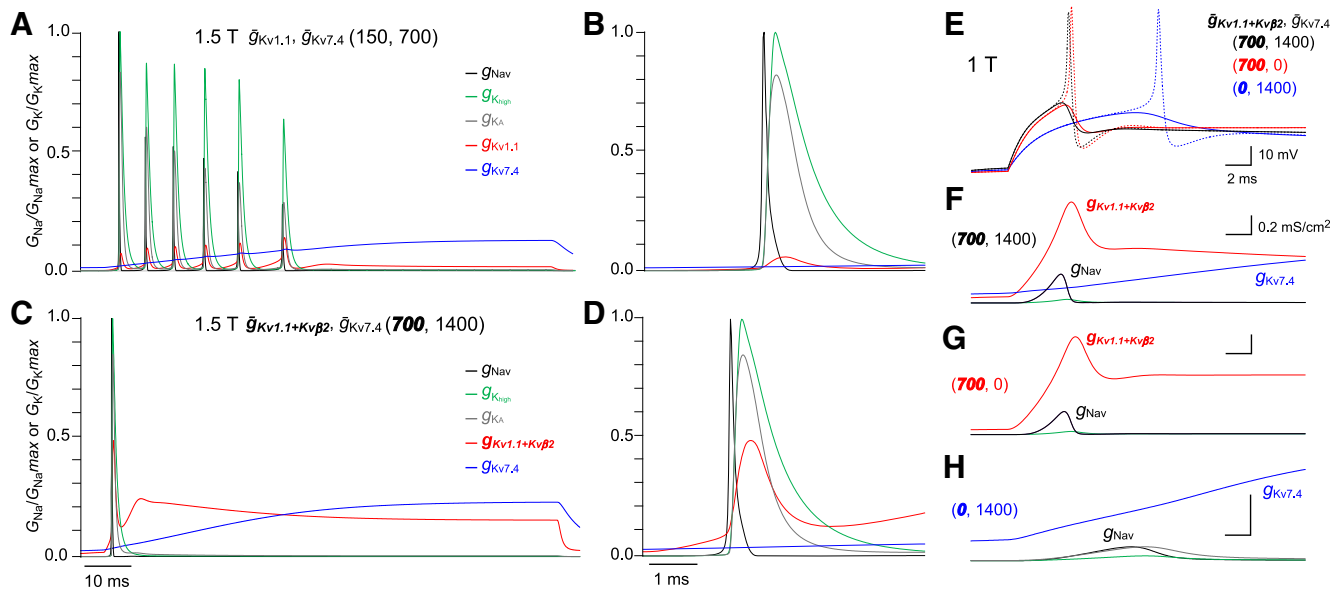 A
1.5 T ḡKv1.1, ḡKv7.4 (150, 700)
GNa/GNamax or GK/GKmax
1.0
0.5
0.0
gNav
gKhigh
gKA
gKv1.1
gKv7.4
B
1.0
0.5
0.0
C
1.5 T ḡKv1.1+Kvβ2, ḡKv7.4 (700, 1400)
GNa/GNamax or GK/GKmax
1.0
0.5
0.0
gNav
gKhigh
gKA
gKv1.1+Kvβ2
gKv7.4
10 ms
D
1.0
0.5
0.0
1 ms
E
1 T
ḡKv1.1+Kvβ2, ḡKv7.4
(700, 1400)
(700, 0)
(0, 1400)
10 mV
2 ms
F
(700, 1400)
gKv1.1+Kvβ2
0.2 mS/cm²
gNav
gKv7.4
G
(700, 0)
gKv1.1+Kvβ2
gNav
H
(0, 1400)
gKv7.4
gNav